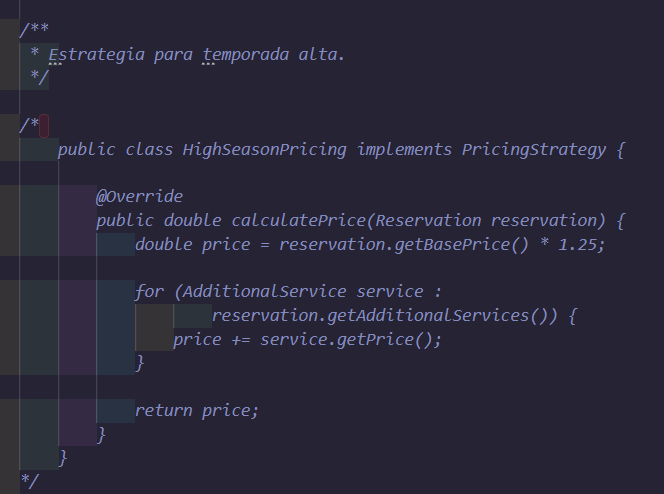 /**
 * Estrategia para temporada alta.
 */
/*
public class HighSeasonPricing implements PricingStrategy {
@Override
public double calculatePrice(Reservation reservation) {
double price = reservation.getBasePrice() * 1.25;
for (AdditionalService service :
reservation.getAdditionalServices()) {
price += service.getPrice();
}
return price;
}
}
*/